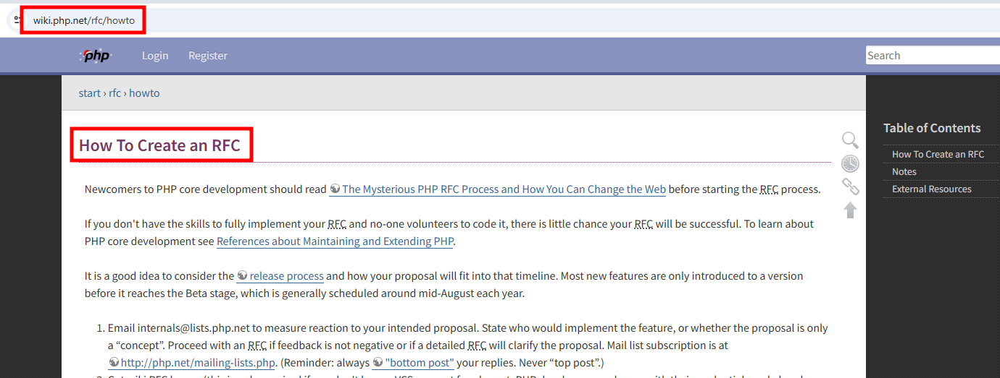 wiki.php.net/rfc/howto
php Login Register Search
start › rfc › howto
How To Create an RFC
Newcomers to PHP core development should read The Mysterious PHP RFC Process and How You Can Change the Web before starting the RFC process.
If you don't have the skills to fully implement your RFC and no-one volunteers to code it, there is little chance your RFC will be successful. To learn about
PHP core development see References about Maintaining and Extending PHP.
It is a good idea to consider the release process and how your proposal will fit into that timeline. Most new features are only introduced to a version
before it reaches the Beta stage, which is generally scheduled around mid-August each year.
1. Email internals@lists.php.net to measure reaction to your intended proposal. State who would implement the feature, or whether the proposal is only
a “concept”. Proceed with an RFC if feedback is not negative or if a detailed RFC will clarify the proposal. Mail list subscription is at
http://php.net/mailing-lists.php. (Reminder: always "bottom post" your replies. Never “top post”.)
Table of Contents
How To Create an RFC
Notes
External Resources